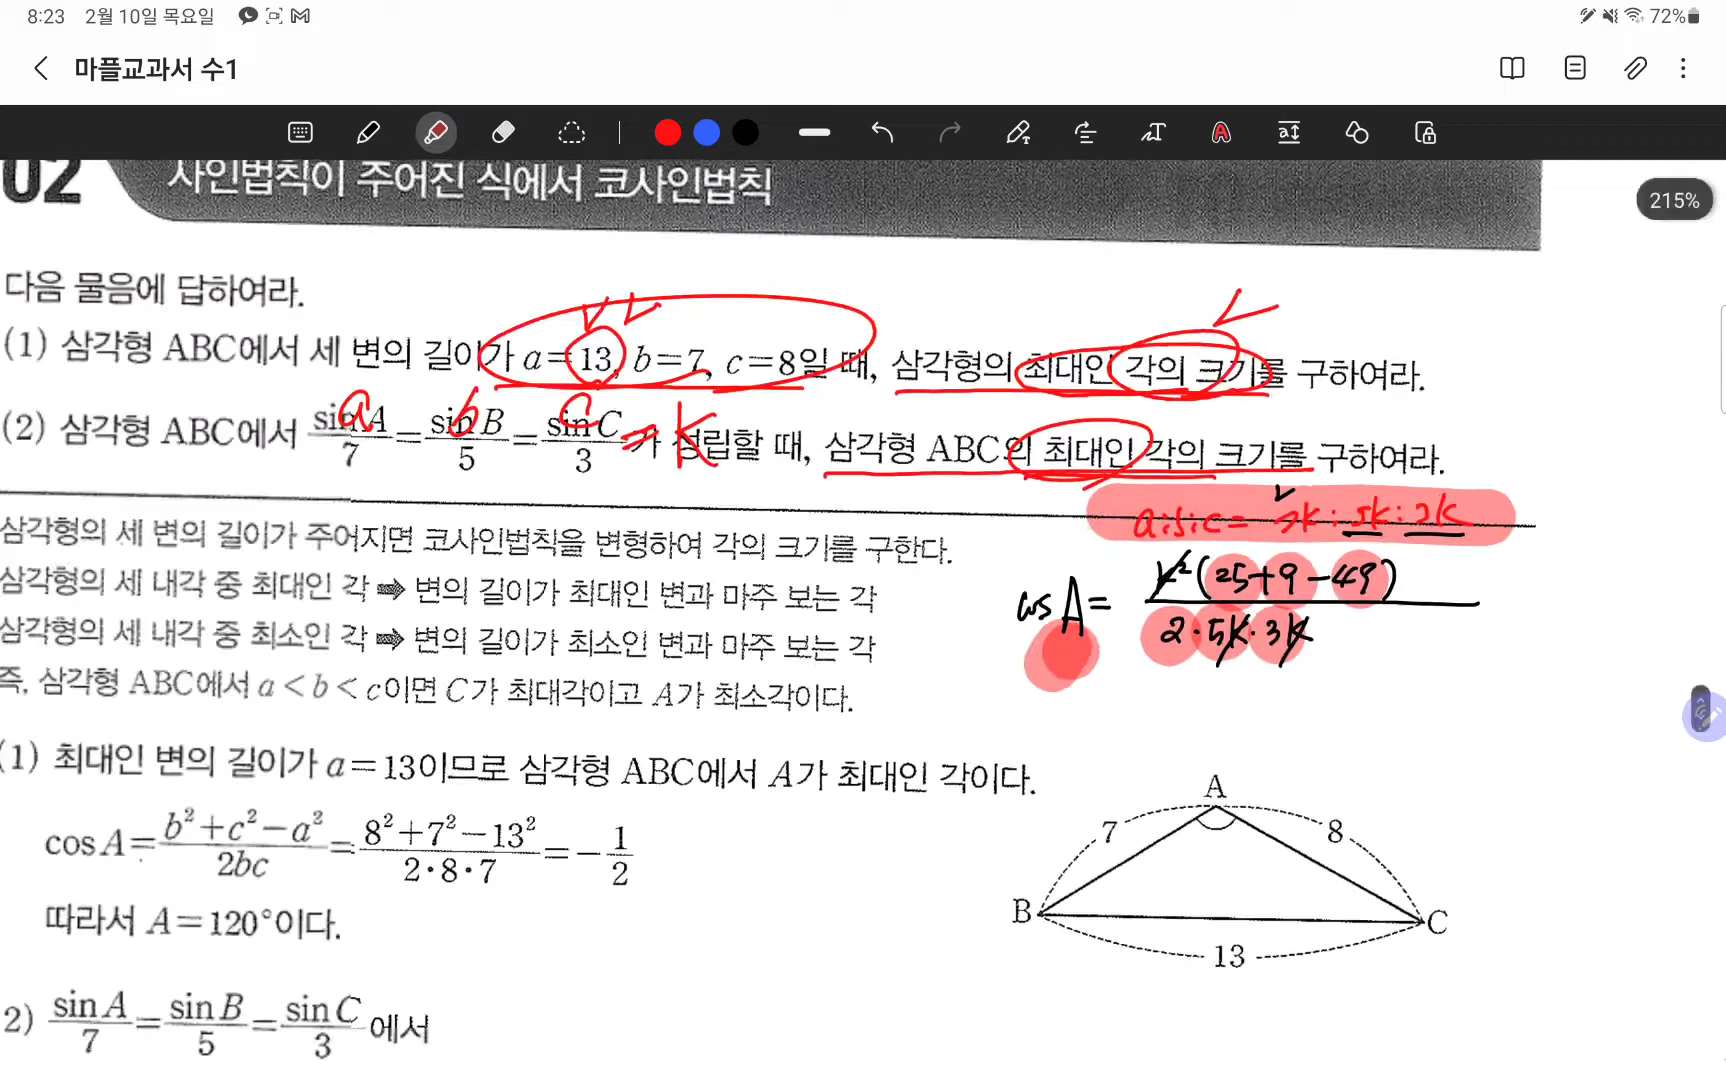 8:23 2월 10일 목요일 72%
마플교과서 수1
215%
02 사인법칙이 주어진 식에서 코사인법칙
다음 물음에 답하여라.
(1) 삼각형 ABC에서 세 변의 길이가 a=13, b=7, c=8일 때, 삼각형의 최대인 각의 크기를 구하여라.
(2) 삼각형 ABC에서 sin A/7 = sin B/5 = sin C/3 가 성립할 때, 삼각형 ABC의 최대인 각의 크기를 구하여라.
a b c = K
a:b:c = 7k : 5k : 3k
삼각형의 세 변의 길이가 주어지면 코사인법칙을 변형하여 각의 크기를 구한다.
삼각형의 세 내각 중 최대인 각 ➡ 변의 길이가 최대인 변과 마주 보는 각
삼각형의 세 내각 중 최소인 각 ➡ 변의 길이가 최소인 변과 마주 보는 각
즉, 삼각형 ABC에서 a<b<c이면 C가 최대각이고 A가 최소각이다.
cos A = k²(25+9-49) / 2·5k·3k
(1) 최대인 변의 길이가 a=13이므로 삼각형 ABC에서 A가 최대인 각이다.
cos A = b²+c²-a² / 2bc = 8²+7²-13² / 2·8·7 = -1/2
따라서 A=120°이다.
A
7 8
B C
13
2) sin A/7 = sin B/5 = sin C/3 에서